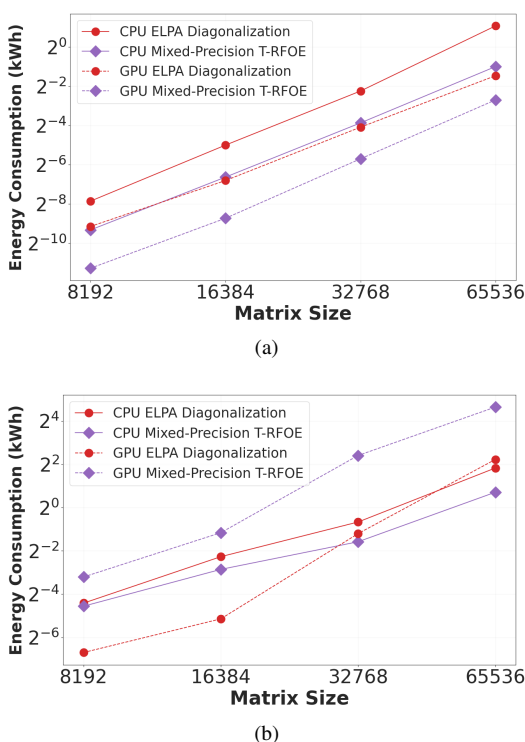 Energy Consumption (kWh)
CPU ELPA Diagonalization
CPU Mixed-Precision T-RFOE
GPU ELPA Diagonalization
GPU Mixed-Precision T-RFOE
2^0
2^-2
2^-4
2^-6
2^-8
2^-10
8192 16384 32768 65536
Matrix Size
(a)
Energy Consumption (kWh)
CPU ELPA Diagonalization
CPU Mixed-Precision T-RFOE
GPU ELPA Diagonalization
GPU Mixed-Precision T-RFOE
2^4
2^2
2^0
2^-2
2^-4
2^-6
8192 16384 32768 65536
Matrix Size
(b)